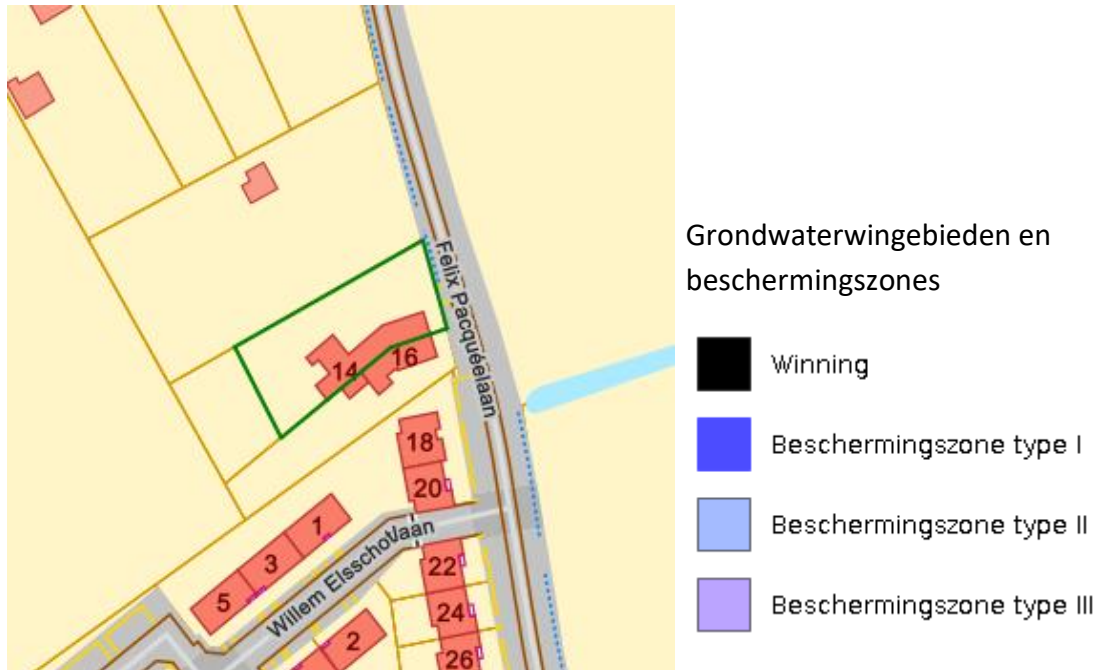 Felix Pacquéelaan
14
16
18
20
1
3
5
Willem Elsschotlaan
22
24
2
26
Grondwaterwingebieden en
beschermingszones
Winning
Beschermingszone type I
Beschermingszone type II
Beschermingszone type III